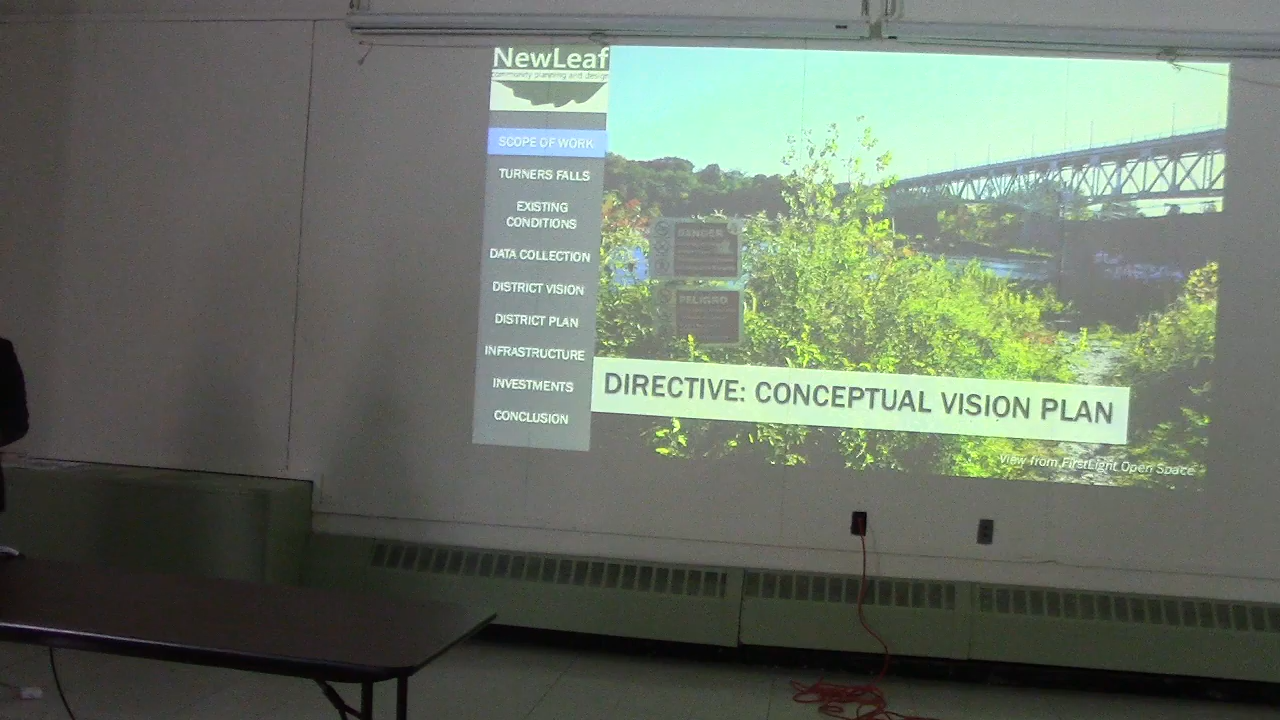 NewLeaf
community planning and design
SCOPE OF WORK
TURNERS FALLS
EXISTING
CONDITIONS
DATA COLLECTION
DISTRICT VISION
DISTRICT PLAN
INFRASTRUCTURE
INVESTMENTS
CONCLUSION
DANGER
PELIGRO
DIRECTIVE: CONCEPTUAL VISION PLAN
View from FirstLight Open Space